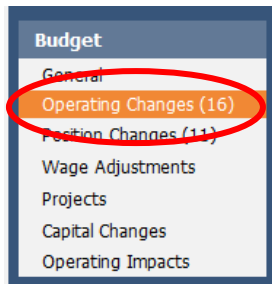 Budget
General
Operating Changes (16)
Position Changes (11)
Wage Adjustments
Projects
Capital Changes
Operating Impacts